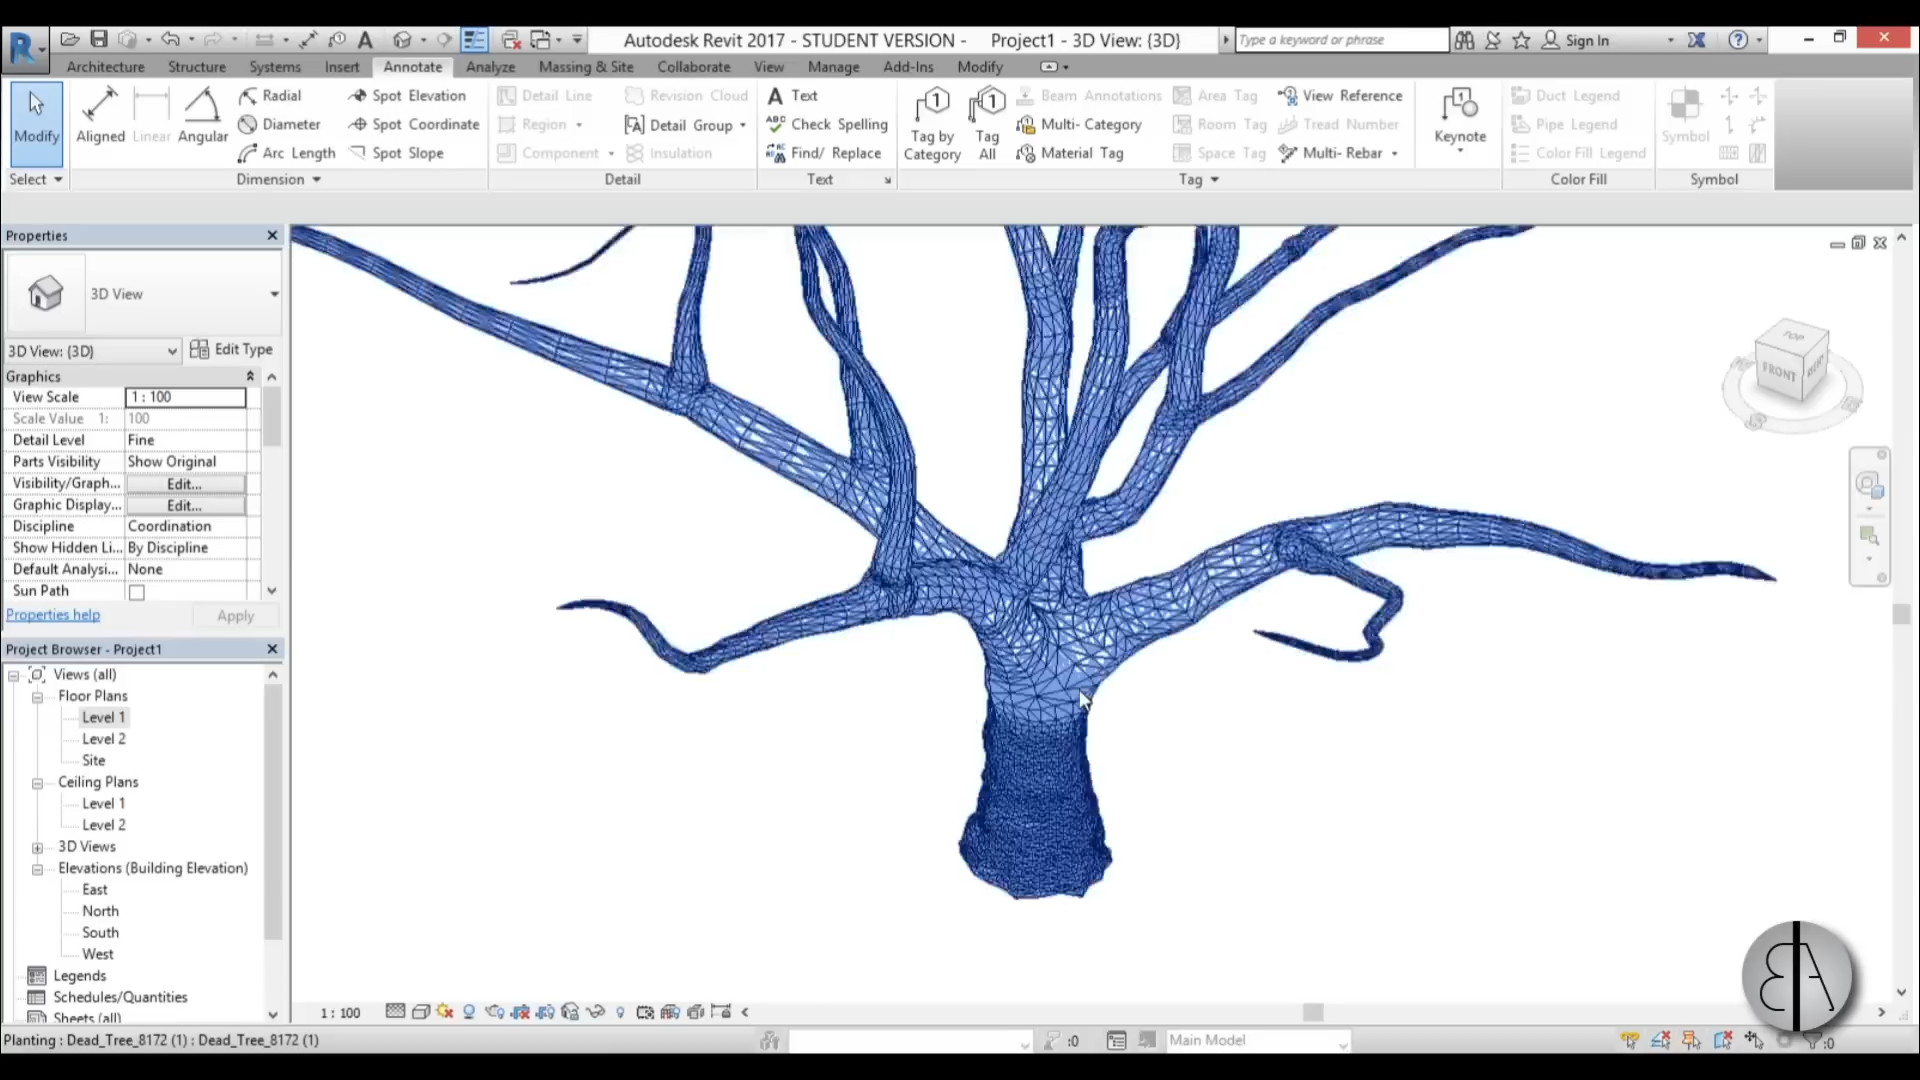 Autodesk Revit 2017 - STUDENT VERSION - Project1 - 3D View: {3D}
Type a keyword or phrase
Sign In
Architecture Structure Systems Insert Annotate Analyze Massing & Site Collaborate View Manage Add-Ins Modify
Modify
Select
Aligned
Linear
Angular
Radial
Diameter
Arc Length
Spot Elevation
Spot Coordinate
Spot Slope
Dimension
Detail Line
Region
Component
Revision Cloud
Detail Group
Insulation
Detail
Text
Check Spelling
Find/ Replace
Text
Tag by Category
Tag All
Beam Annotations
Multi- Category
Material Tag
Area Tag
Room Tag
Space Tag
View Reference
Tread Number
Multi- Rebar
Tag
Keynote
Duct Legend
Pipe Legend
Color Fill Legend
Color Fill
Symbol
Symbol
Properties
3D View
3D View: {3D} Edit Type
Graphics
View Scale 1 : 100
Scale Value 1: 100
Detail Level Fine
Parts Visibility Show Original
Visibility/Graph... Edit...
Graphic Display... Edit...
Discipline Coordination
Show Hidden Li... By Discipline
Default Analysi... None
Sun Path
Properties help Apply
Project Browser - Project1
Views (all)
Floor Plans
Level 1
Level 2
Site
Ceiling Plans
Level 1
Level 2
3D Views
Elevations (Building Elevation)
East
North
South
West
Legends
Schedules/Quantities
Sheets (all)
TOP
FRONT
1 : 100
Planting : Dead_Tree_8172 (1) : Dead_Tree_8172 (1)
:0
Main Model
:0